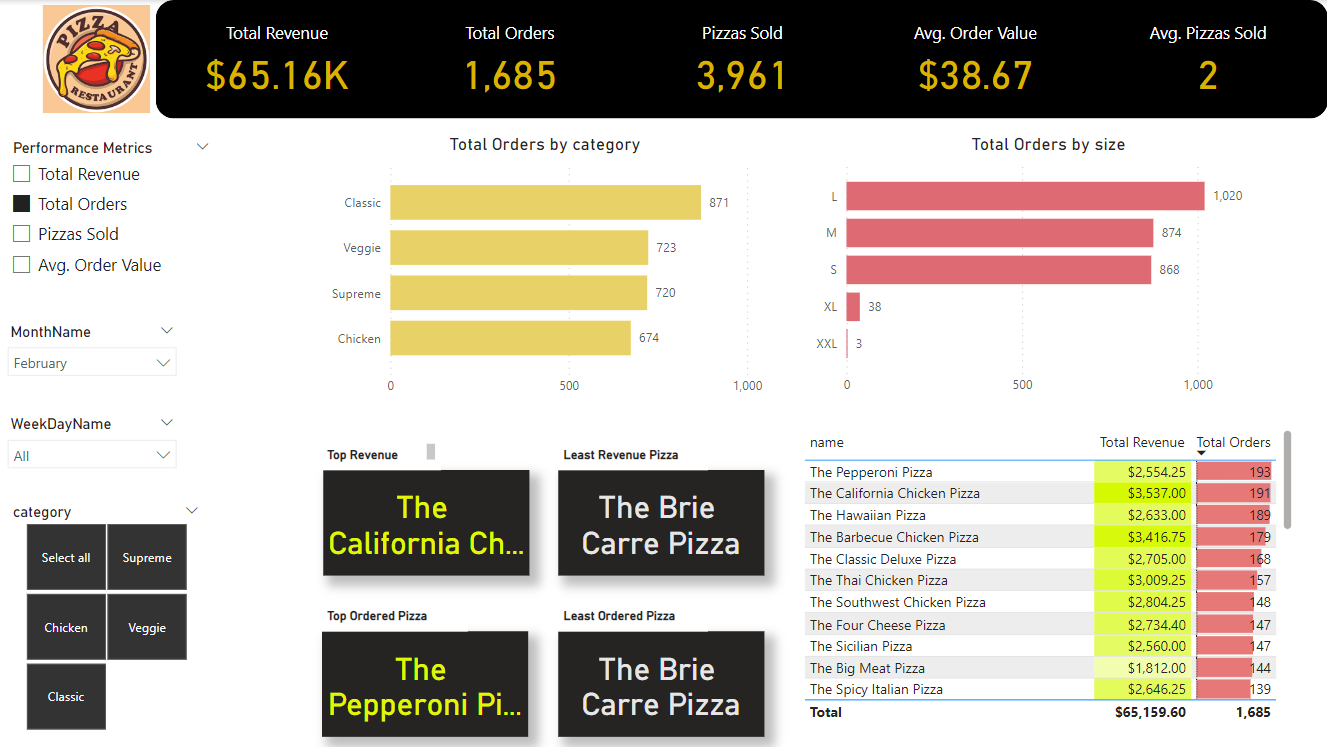 PIZZA
RESTAURANT
Total Revenue
$65.16K
Total Orders
1,685
Pizzas Sold
3,961
Avg. Order Value
$38.67
Avg. Pizzas Sold
2
Performance Metrics
Total Revenue
Total Orders
Pizzas Sold
Avg. Order Value
MonthName
February
WeekDayName
All
category
Select all
Supreme
Chicken
Veggie
Classic
Total Orders by category
Classic 871
Veggie 723
Supreme 720
Chicken 674
0 500 1,000
Total Orders by size
L 1,020
M 874
S 868
XL 38
XXL 3
0 500 1,000
Top Revenue
The
California Ch...
Least Revenue Pizza
The Brie
Carre Pizza
Top Ordered Pizza
The
Pepperoni Pi...
Least Ordered Pizza
The Brie
Carre Pizza
name Total Revenue Total Orders
The Pepperoni Pizza $2,554.25 193
The California Chicken Pizza $3,537.00 191
The Hawaiian Pizza $2,633.00 189
The Barbecue Chicken Pizza $3,416.75 179
The Classic Deluxe Pizza $2,705.00 168
The Thai Chicken Pizza $3,009.25 157
The Southwest Chicken Pizza $2,804.25 148
The Four Cheese Pizza $2,734.40 147
The Sicilian Pizza $2,560.00 147
The Big Meat Pizza $1,812.00 144
The Spicy Italian Pizza $2,646.25 139
Total $65,159.60 1,685